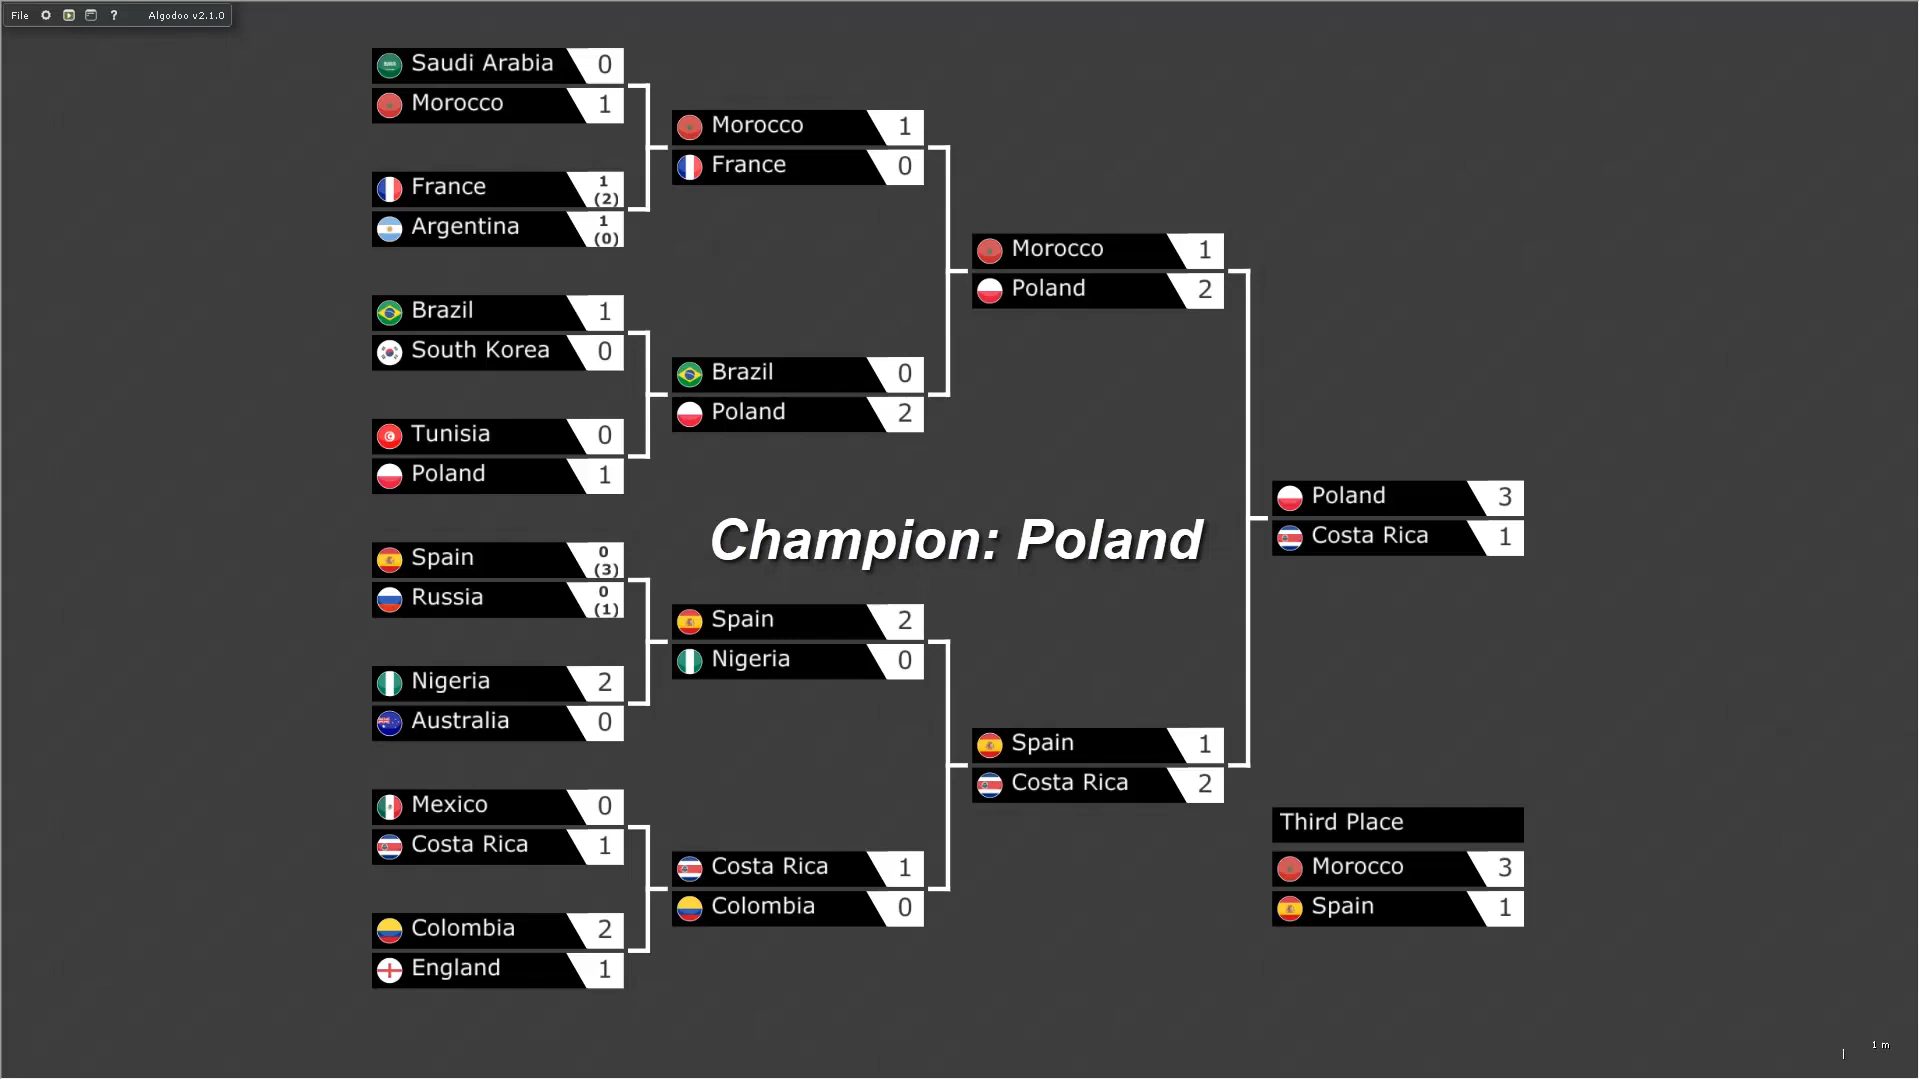 File ? Algodoo v2.1.0
Saudi Arabia 0
Morocco 1
France 1 (2)
Argentina 1 (0)
Brazil 1
South Korea 0
Tunisia 0
Poland 1
Spain 0 (3)
Russia 0 (1)
Nigeria 2
Australia 0
Mexico 0
Costa Rica 1
Colombia 2
England 1
Morocco 1
France 0
Brazil 0
Poland 2
Champion: Poland
Spain 2
Nigeria 0
Costa Rica 1
Colombia 0
Morocco 1
Poland 2
Spain 1
Costa Rica 2
Poland 3
Costa Rica 1
Third Place
Morocco 3
Spain 1
1 m